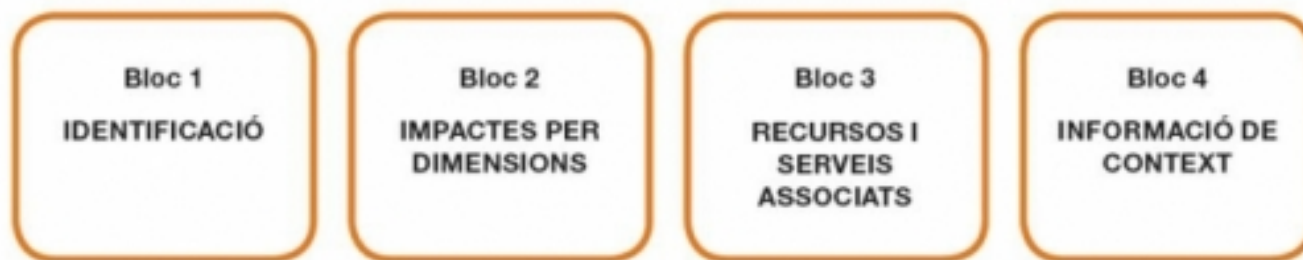 Bloc 1
IDENTIFICACIÓ
Bloc 2
IMPACTES PER
DIMENSIONS
Bloc 3
RECURSOS I
SERVEIS
ASSOCIATS
Bloc 4
INFORMACIÓ DE
CONTEXT